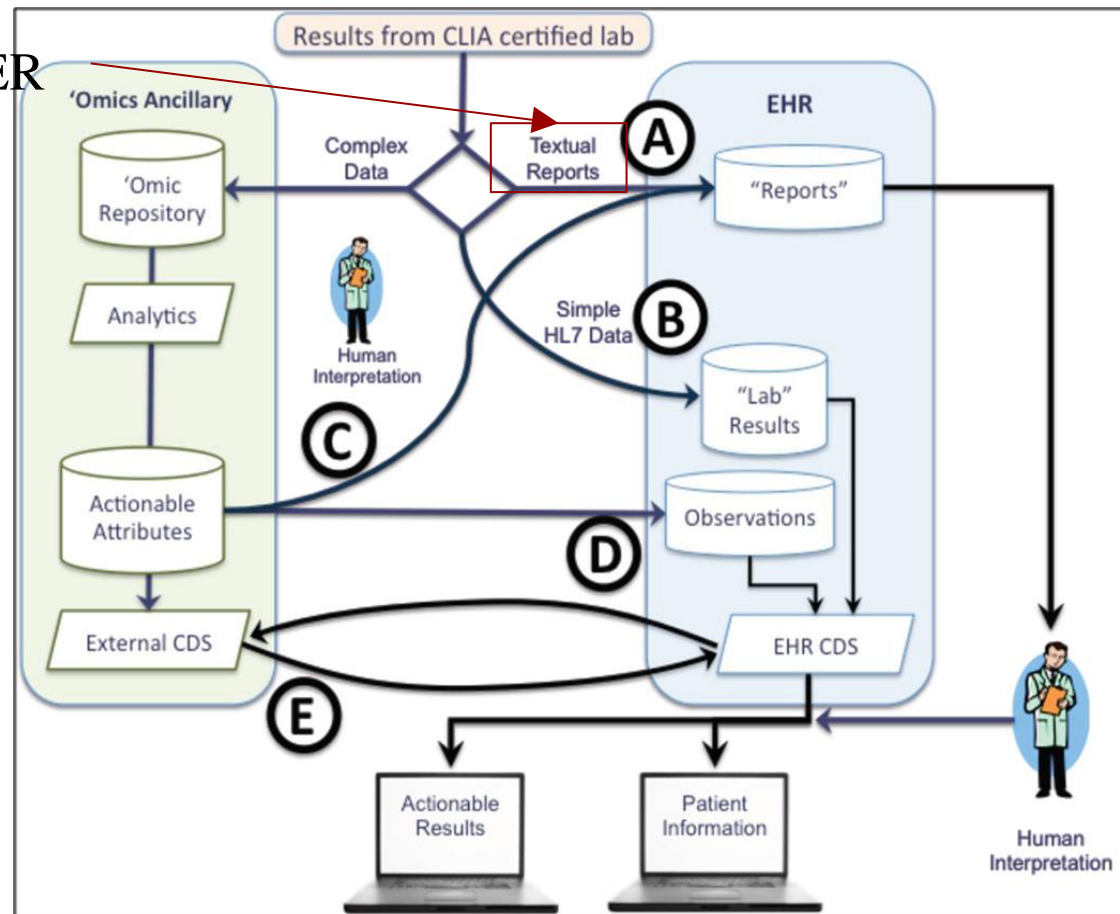 Results from CLIA certified lab
ER
‘Omics Ancillary
EHR
Complex
Data
Textual
Reports
A
‘Omic
Repository
“Reports”
Analytics
Human
Interpretation
Simple
HL7 Data
B
“Lab”
Results
C
Actionable
Attributes
Observations
D
External CDS
EHR CDS
E
Actionable
Results
Patient
Information
Human
Interpretation